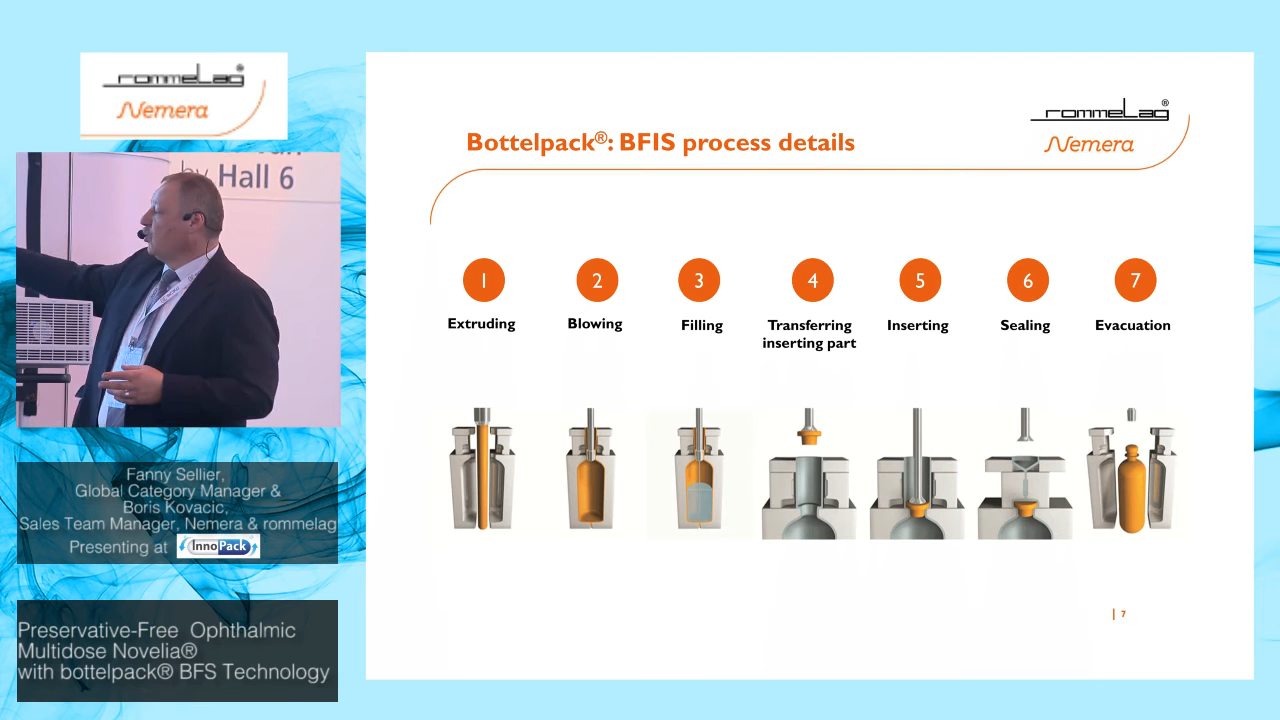 rommelag®
Nemera
by Hall 6
Fanny Sellier,
Global Category Manager &
Boris Kovacic,
Sales Team Manager, Nemera & rommelag
Presenting at InnoPack
Preservative-Free Ophthalmic
Multidose Novelia®
with bottelpack® BFS Technology
rommelag®
Nemera
Bottelpack®: BFIS process details
1
2
3
4
5
6
7
Extruding
Blowing
Filling
Transferring
inserting part
Inserting
Sealing
Evacuation
| 7